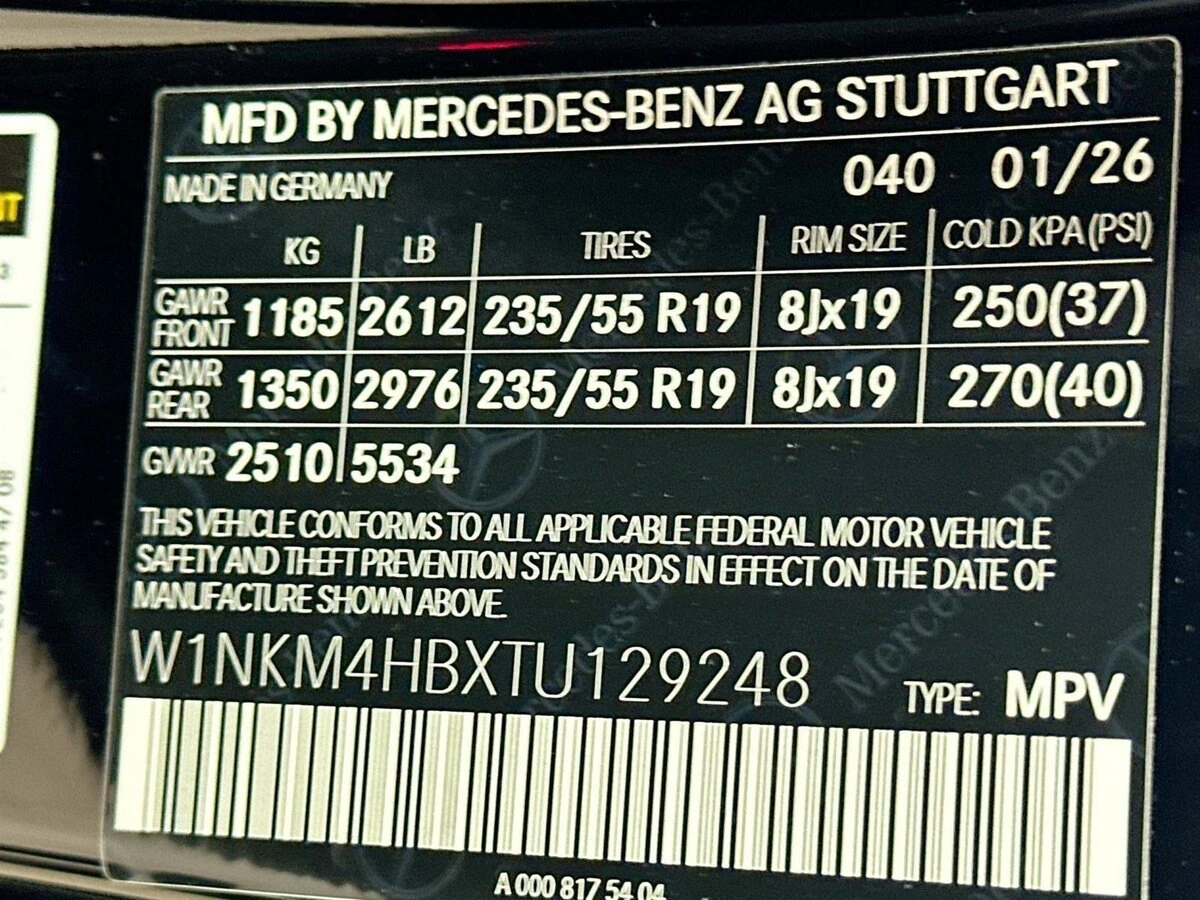 MFD BY MERCEDES-BENZ AG STUTTGART
MADE IN GERMANY 040 01/26
KG LB TIRES RIM SIZE COLD KPA (PSI)
GAWR FRONT 1185 2612 235/55 R19 8Jx19 250(37)
GAWR REAR 1350 2976 235/55 R19 8Jx19 270(40)
GVWR 2510 5534
THIS VEHICLE CONFORMS TO ALL APPLICABLE FEDERAL MOTOR VEHICLE
SAFETY AND THEFT PREVENTION STANDARDS IN EFFECT ON THE DATE OF
MANUFACTURE SHOWN ABOVE.
W1NKM4HBXTU129248 TYPE: MPV
A 000 817 54 04